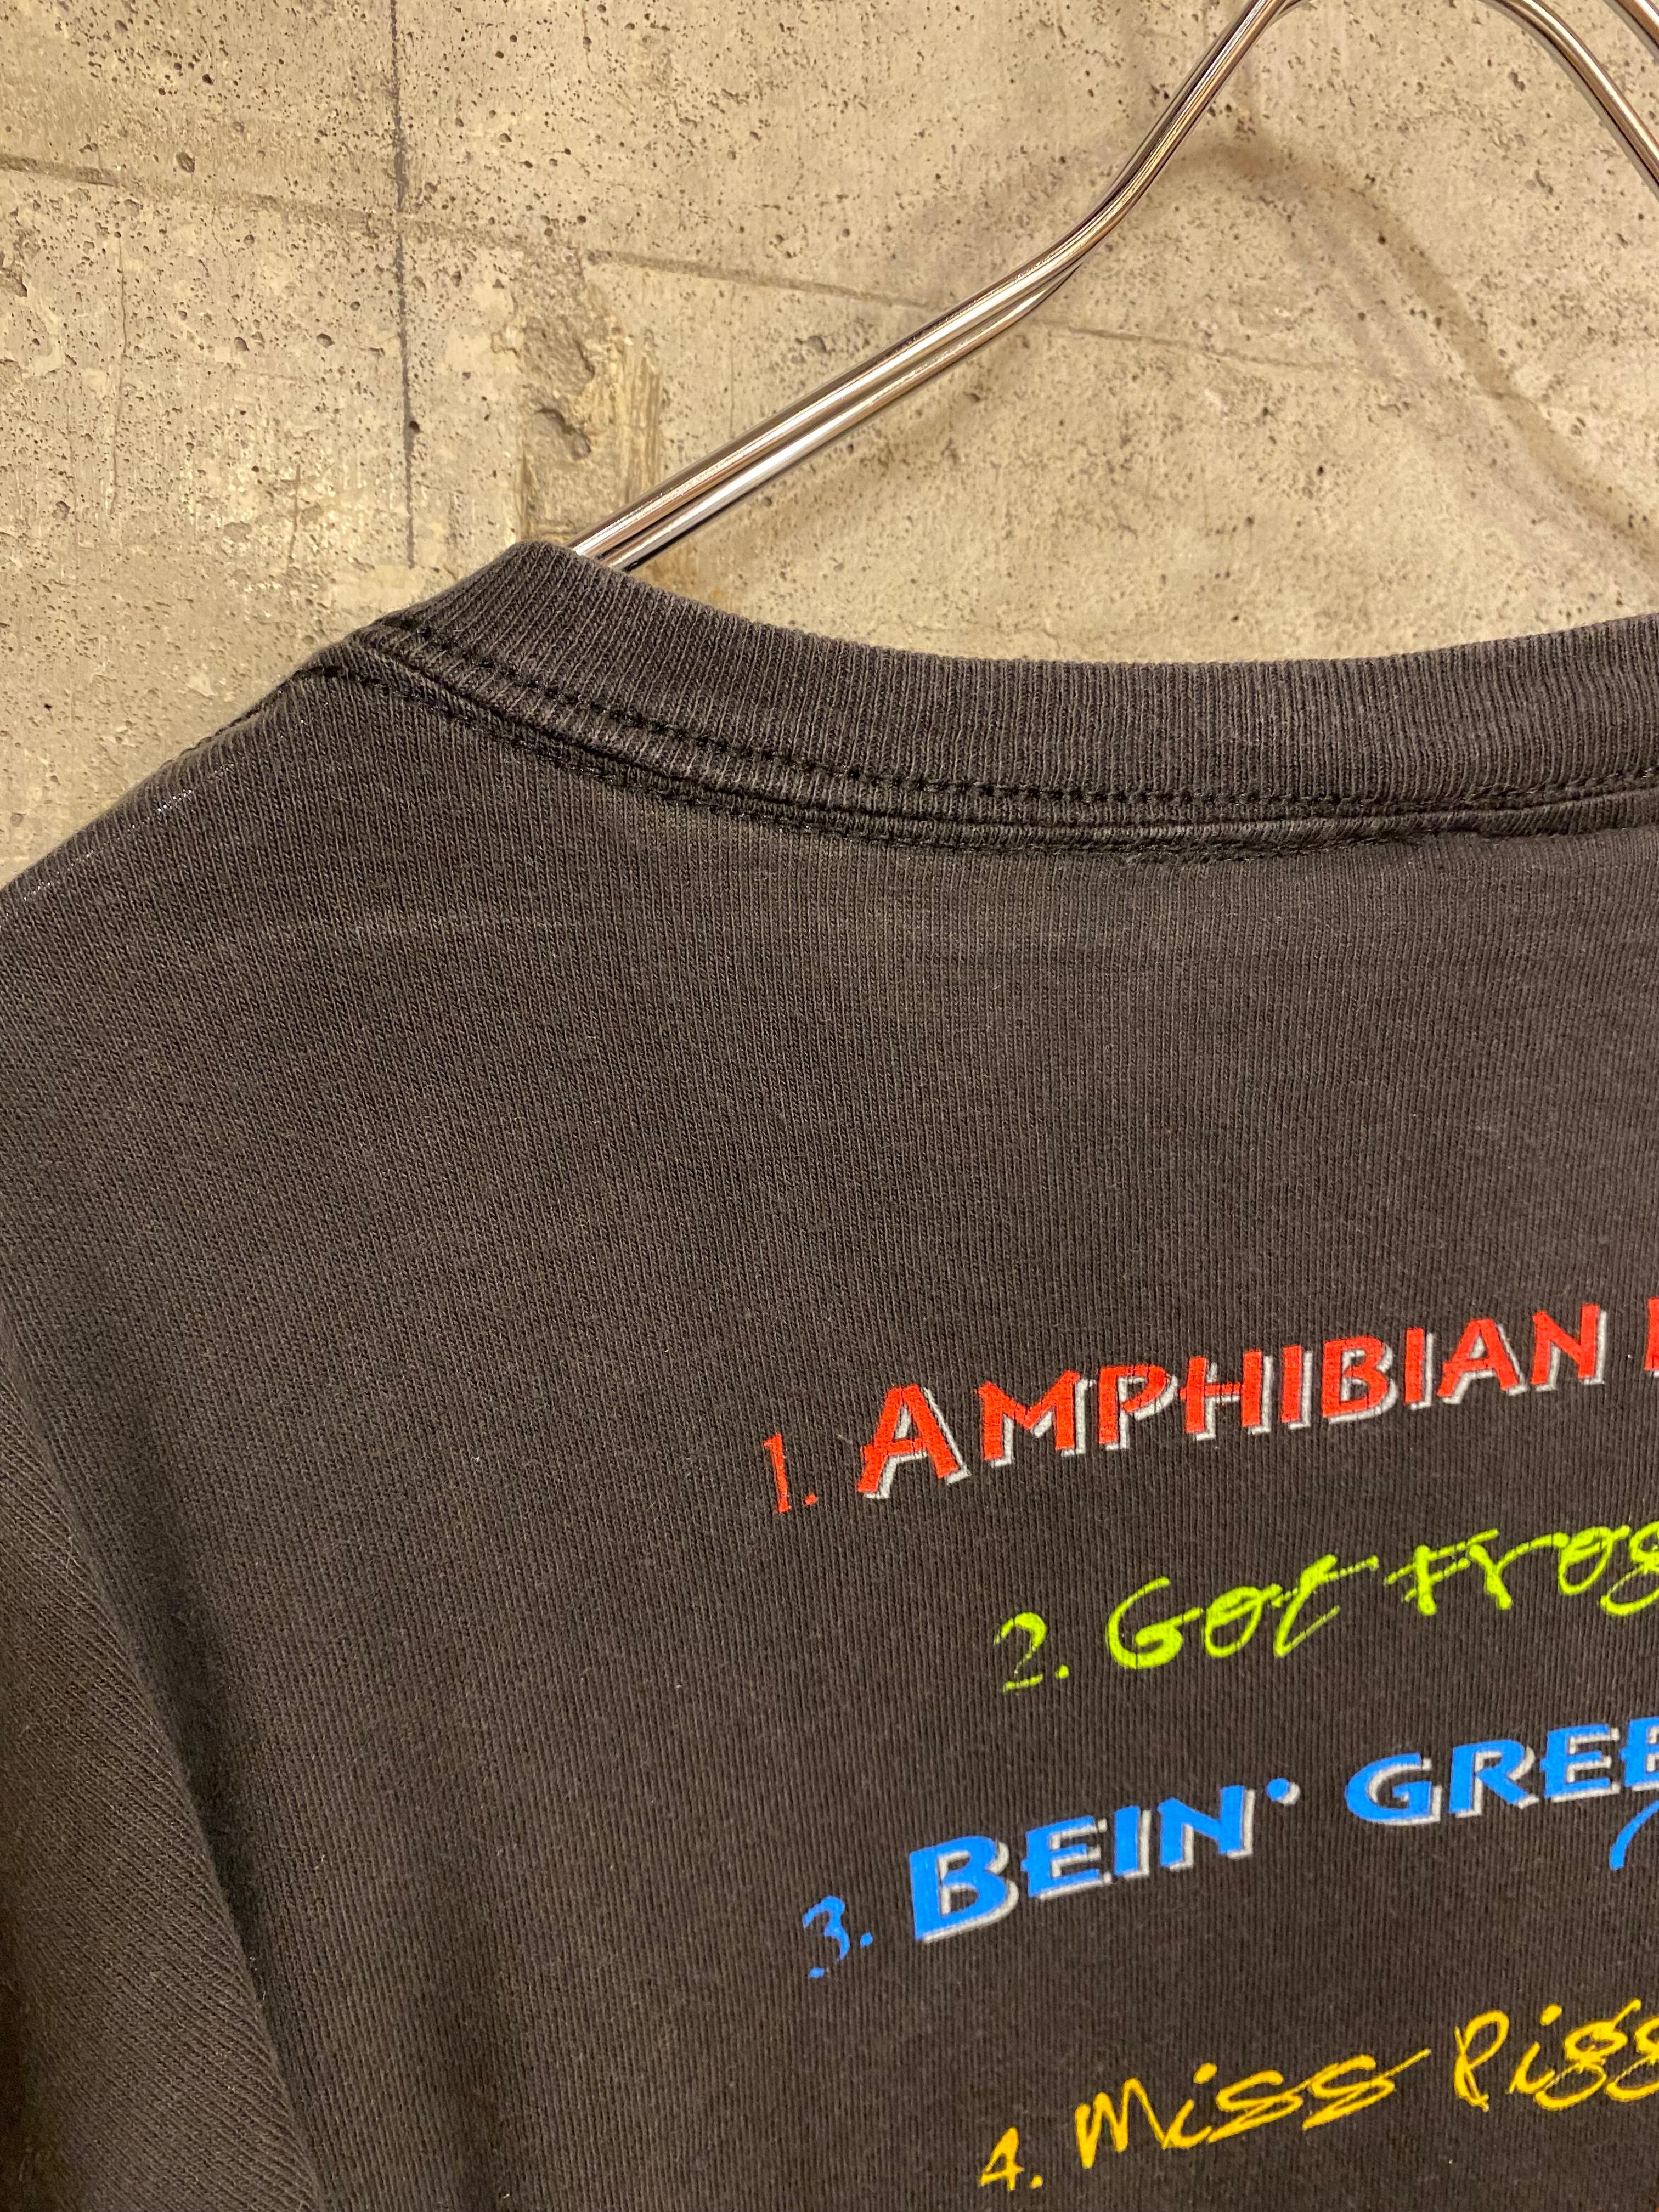 1. AMPHIBIAN
2. Got Frog
3. BEIN' GREE
4. Miss Pigg